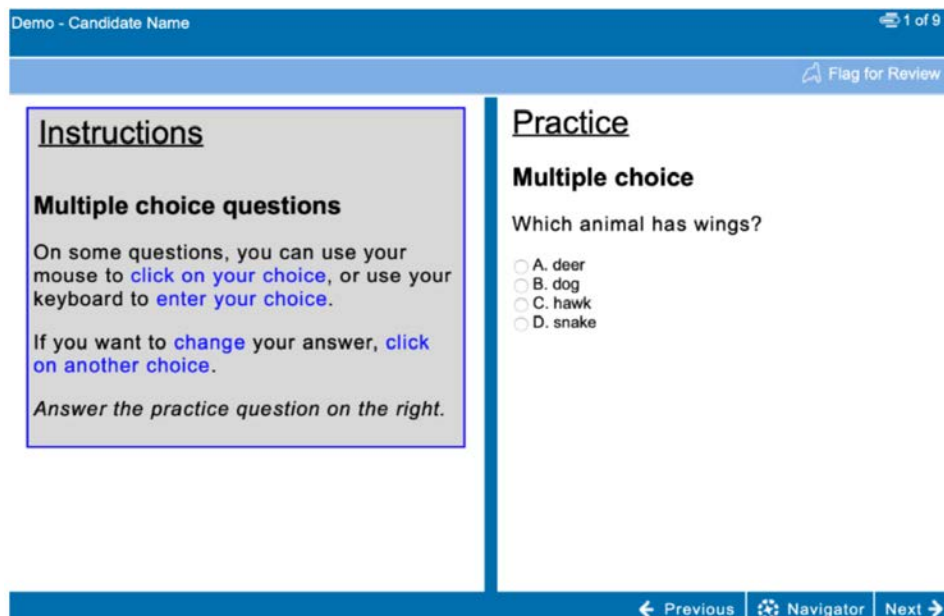 Demo - Candidate Name
1 of 9
Flag for Review
Instructions
Multiple choice questions
On some questions, you can use your
mouse to click on your choice, or use your
keyboard to enter your choice.
If you want to change your answer, click
on another choice.
Answer the practice question on the right.
Practice
Multiple choice
Which animal has wings?
A. deer
B. dog
C. hawk
D. snake
Previous
Navigator
Next